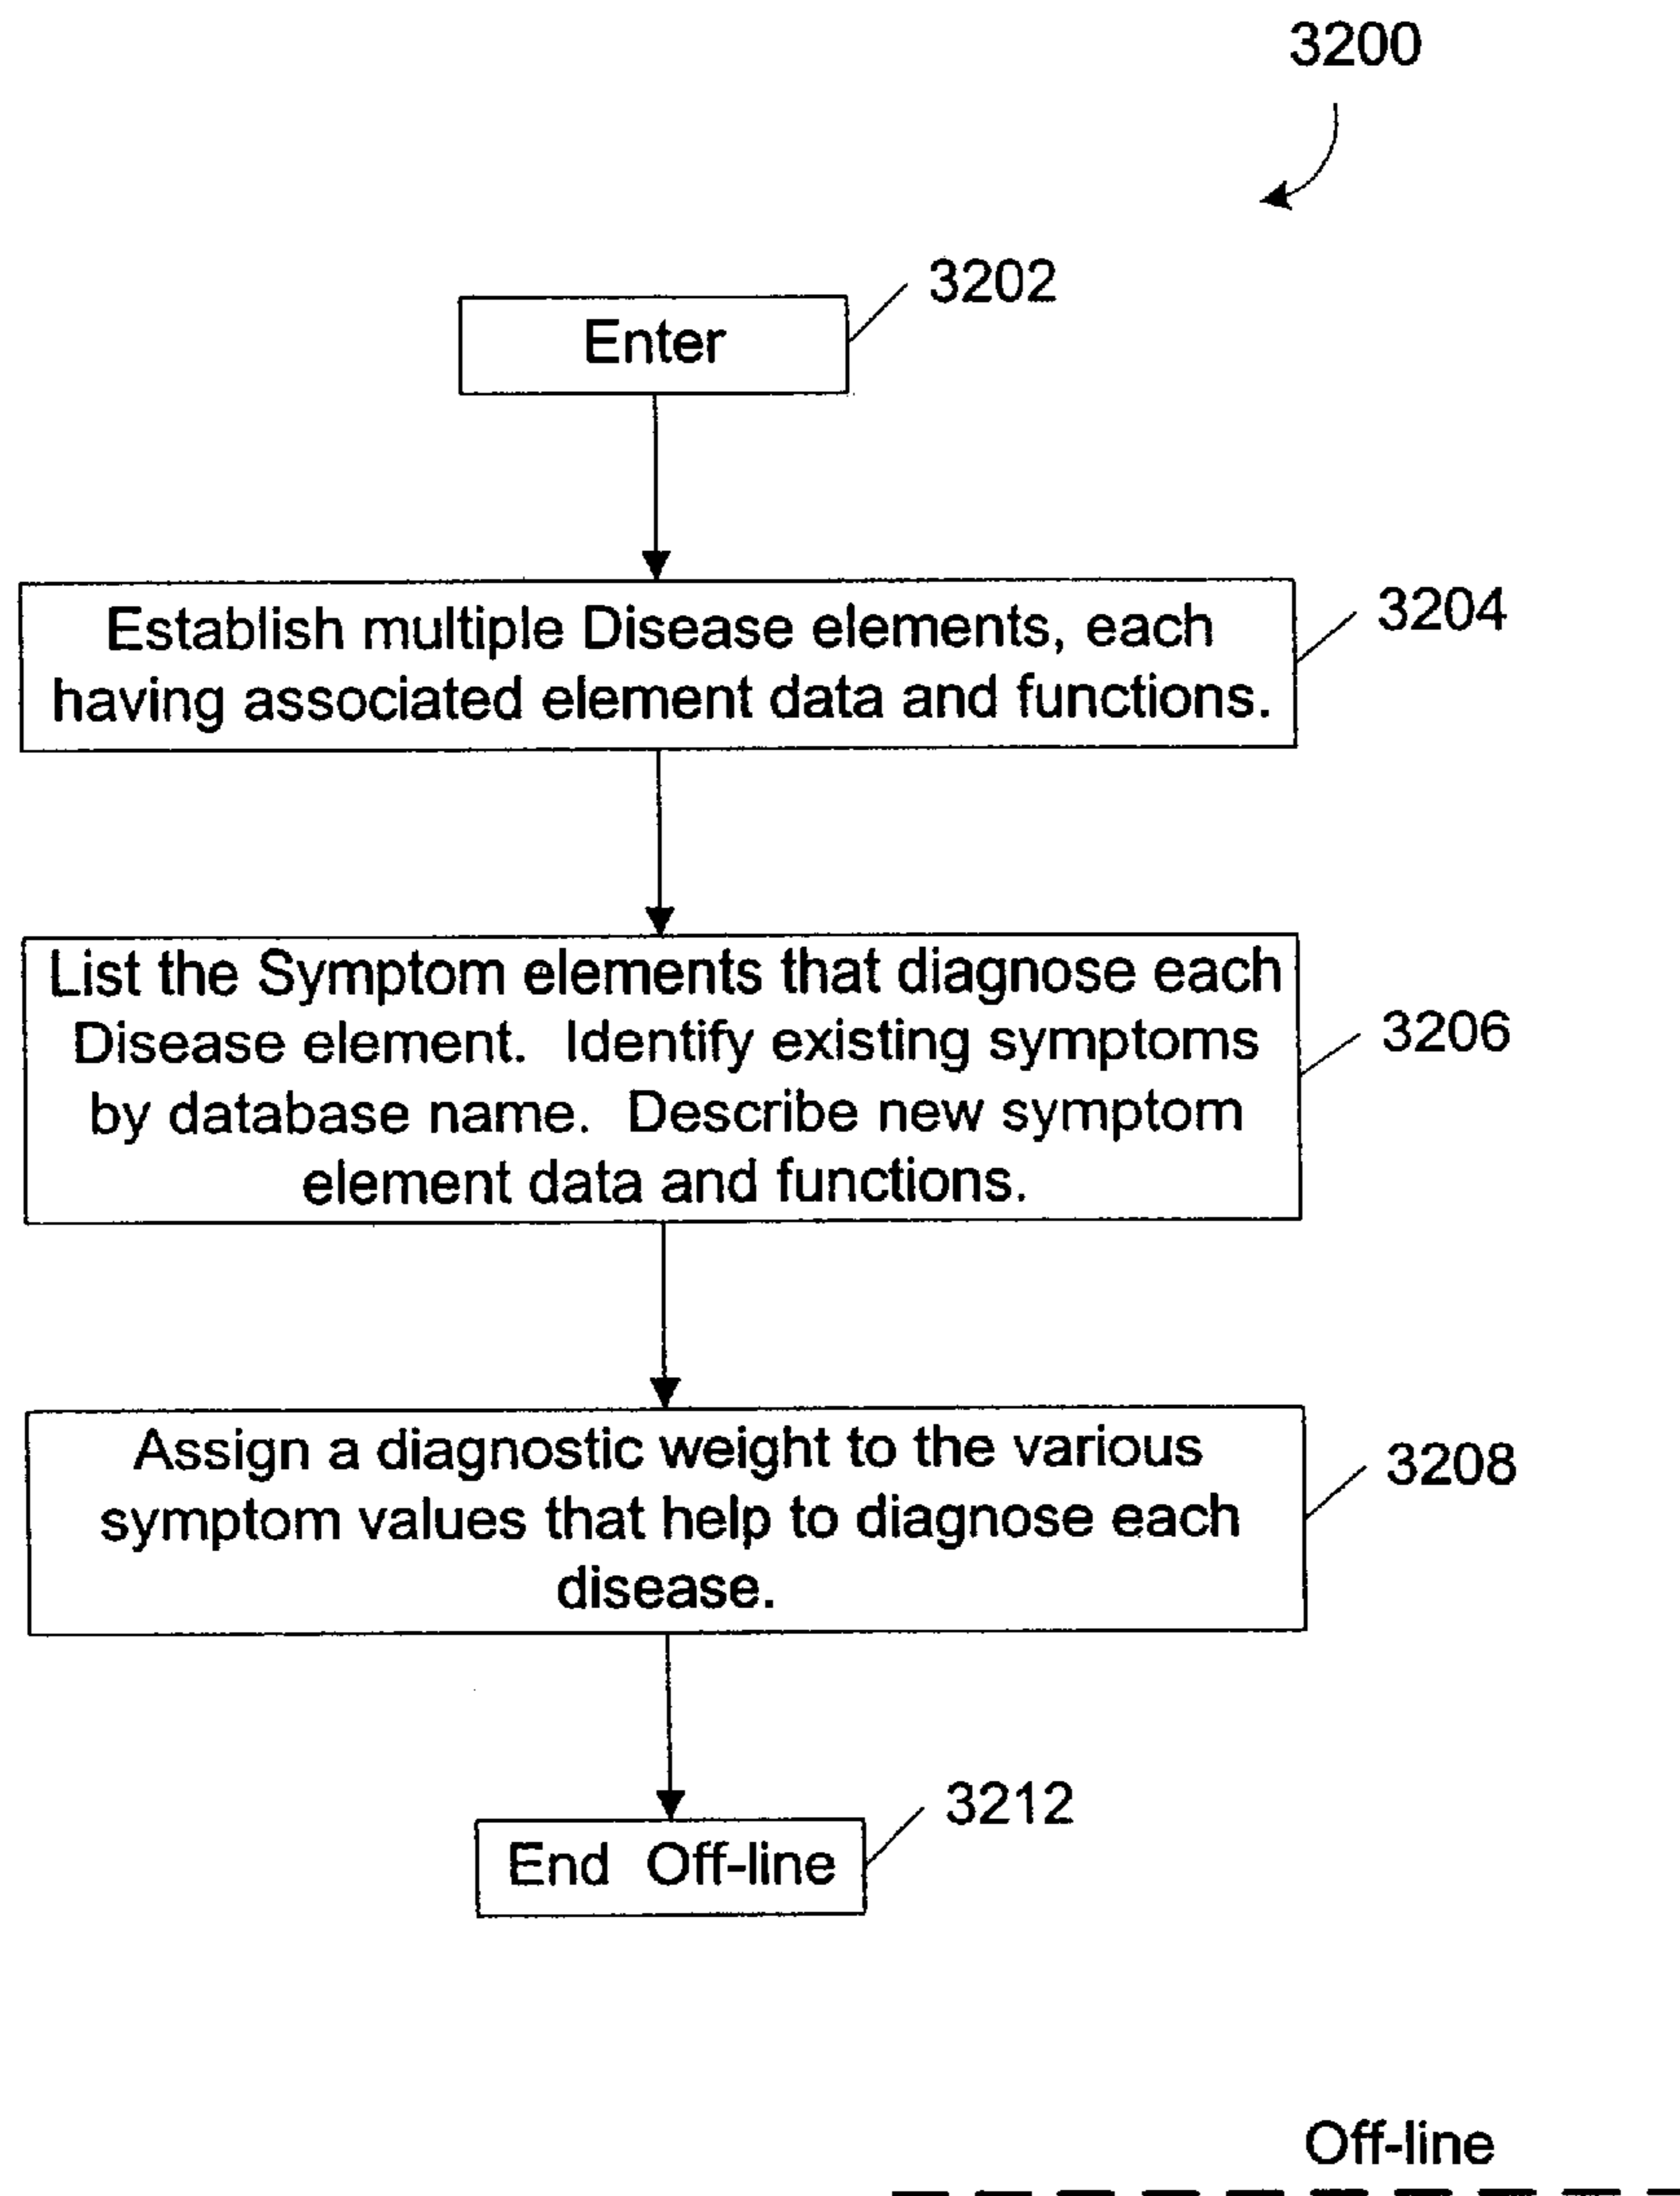 3200
3202
Enter
3204
Establish multiple Disease elements, each
having associated element data and functions.
3206
List the Symptom elements that diagnose each
Disease element. Identify existing symptoms
by database name. Describe new symptom
element data and functions.
3208
Assign a diagnostic weight to the various
symptom values that help to diagnose each
disease.
3212
End Off-line
Off-line